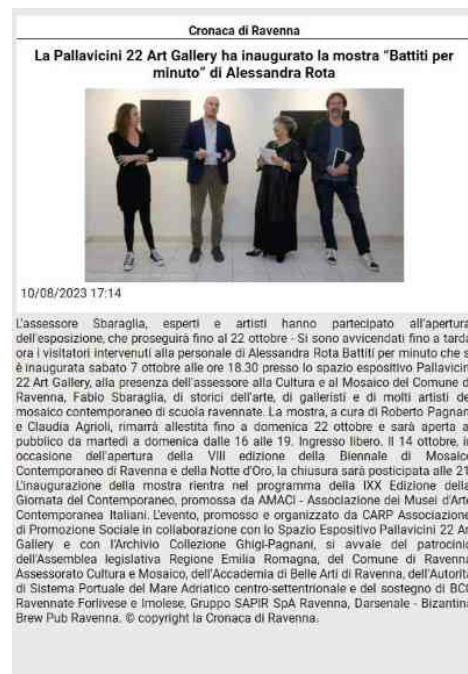 Cronaca di Ravenna
La Pallavicini 22 Art Gallery ha inaugurato la mostra “Battiti per
minuto” di Alessandra Rota
10/08/2023 17:14
L'assessore Sbaraglia, esperti e artisti hanno partecipato all'apertura
dell'esposizione, che proseguirà fino al 22 ottobre - Si sono avvicendati fino a tarda
ora i visitatori intervenuti alla personale di Alessandra Rota Battiti per minuto che s
è inaugurata sabato 7 ottobre alle ore 18.30 presso lo spazio espositivo Pallavicini
22 Art Gallery, alla presenza dell'assessore alla Cultura e al Mosaico del Comune d
Ravenna, Fabio Sbaraglia, di storici dell'arte, di galleristi e di molti artisti de
mosaico contemporaneo di scuola ravennate. La mostra, a cura di Roberto Pagnan
e Claudia Agrioli, rimarrà allestita fino a domenica 22 ottobre e sarà aperta a
pubblico da martedì a domenica dalle 16 alle 19. Ingresso libero. Il 14 ottobre, i
occasione dell'apertura della VIII edizione della Biennale di Mosaico
Contemporaneo di Ravenna e della Notte d'Oro, la chiusura sarà posticipata alle 21
L'inaugurazione della mostra rientra nel programma della IXX Edizione della
Giornata del Contemporaneo, promossa da AMACI - Associazione dei Musei d'Arte
Contemporanea Italiani. L'evento, promosso e organizzato da CARP Associazione
di Promozione Sociale in collaborazione con lo Spazio Espositivo Pallavicini 22 Ar
Gallery e con l'Archivio Collezione Ghigi-Pagnani, si avvale del patrocinio
dell'Assemblea legislativa Regione Emilia Romagna, del Comune di Ravenna
Assessorato Cultura e Mosaico, dell'Accademia di Belle Arti di Ravenna, dell'Autorità
di Sistema Portuale del Mare Adriatico centro-settentrionale e del sostegno di BCC
Ravennate Forlivese e Imolese, Gruppo SAPIR SpA Ravenna, Darsenale - Bizantina
Brew Pub Ravenna. © copyright la Cronaca di Ravenna.